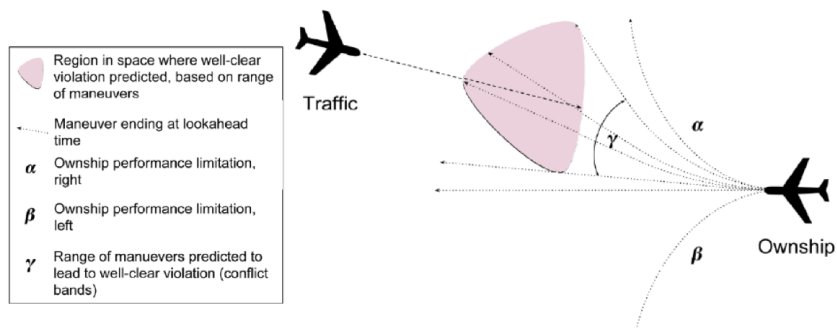 Region in space where well-clear
violation predicted, based on range
of maneuvers
Maneuver ending at lookahead
time
α Ownship performance limitation,
right
β Ownship performance limitation,
left
γ Range of manuevers predicted to
lead to well-clear violation (conflict
bands)
Traffic
γ
α
β
Ownship